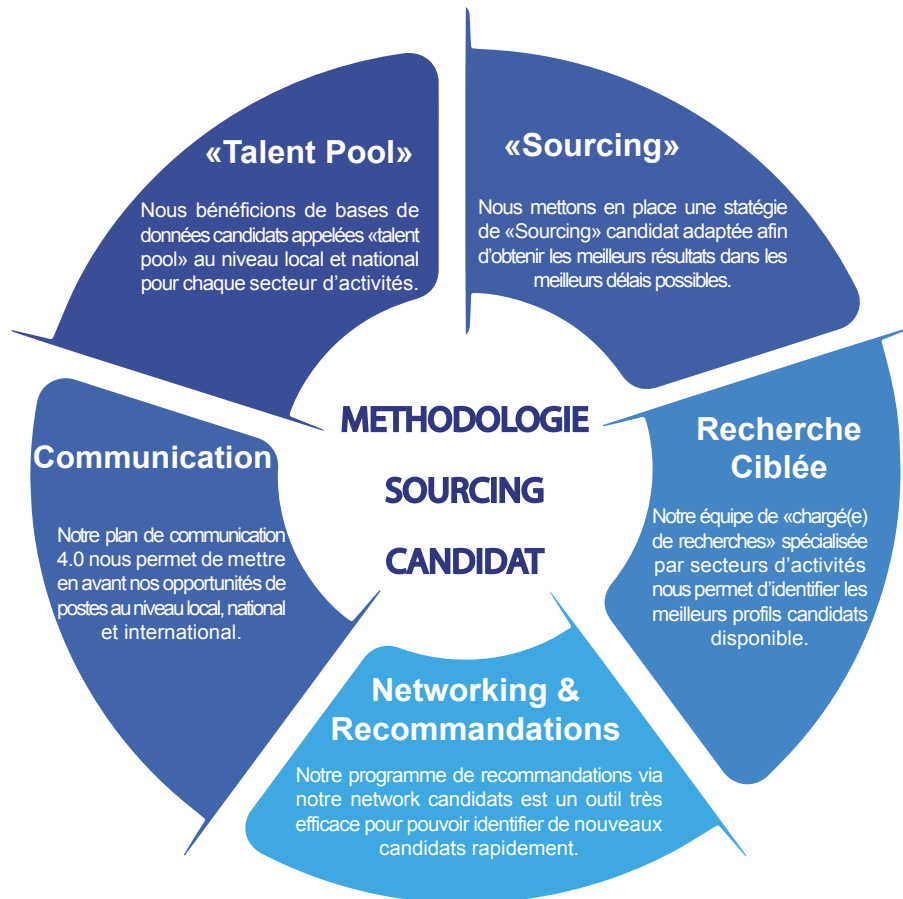 «Talent Pool»
Nous bénéficions de bases de
données candidats appelées «talent
pool» au niveau local et national
pour chaque secteur d'activités.
«Sourcing»
Nous mettons en place une statégie
de «Sourcing» candidat adaptée afin
d'obtenir les meilleurs résultats dans les
meilleurs délais possibles.
METHODOLOGIE
SOURCING
CANDIDAT
Recherche
Ciblée
Notre équipe de «chargé(e)
de recherches» spécialisée
par secteurs d'activités
nous permet d'identifier les
meilleurs profils candidats
disponible.
Communication
Notre plan de communication
4.0 nous permet de mettre
en avant nos opportunités de
postes au niveau local, national
et international.
Networking &
Recommandations
Notre programme de recommandations via
notre network candidats est un outil très
efficace pour pouvoir identifier de nouveaux
candidats rapidement.